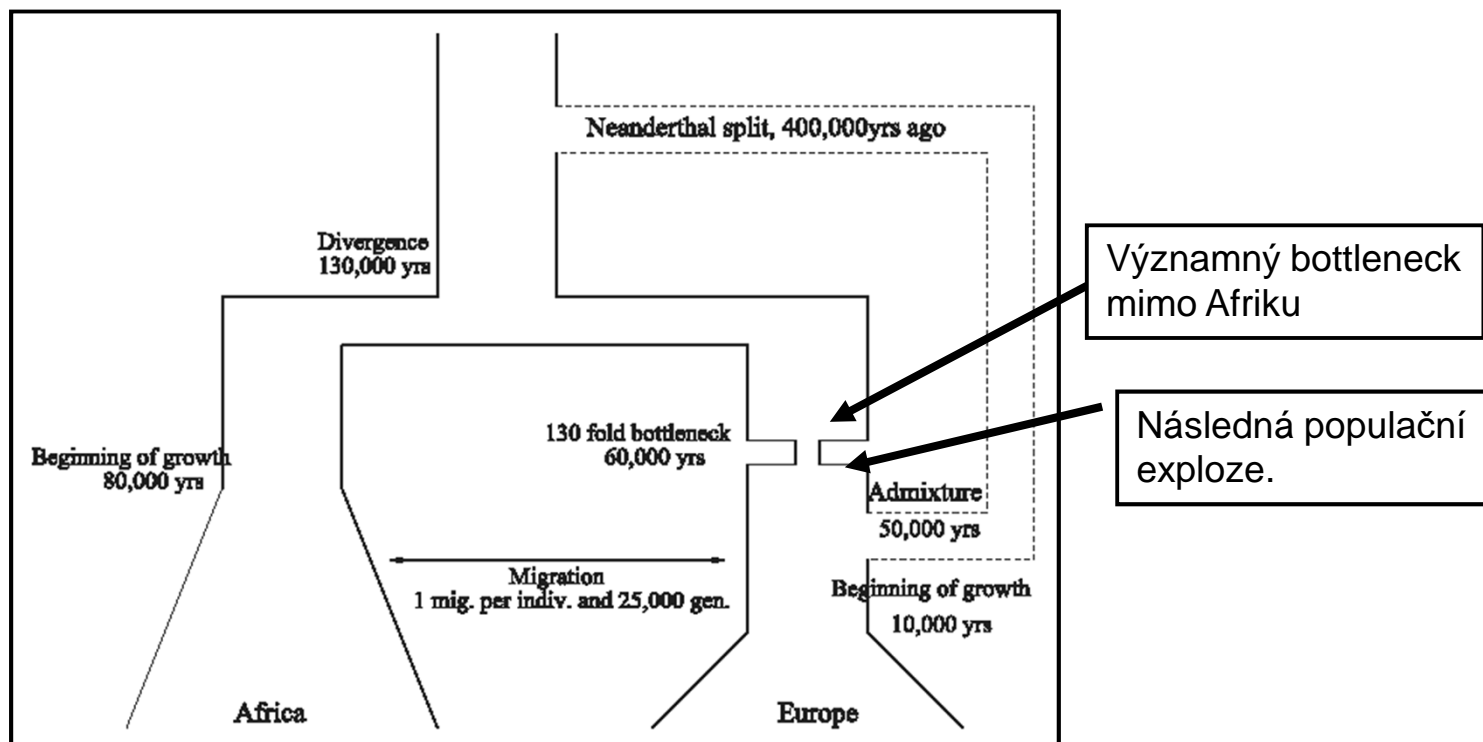 Neanderthal split, 400,000yrs ago
Divergence
130,000 yrs
Významný bottleneck
mimo Afriku
130 fold bottleneck
60,000 yrs
Následná populační
exploze.
Beginning of growth
80,000 yrs
Admixture
50,000 yrs
Migration
1 mig. per indiv. and 25,000 gen.
Beginning of growth
10,000 yrs
Africa
Europe